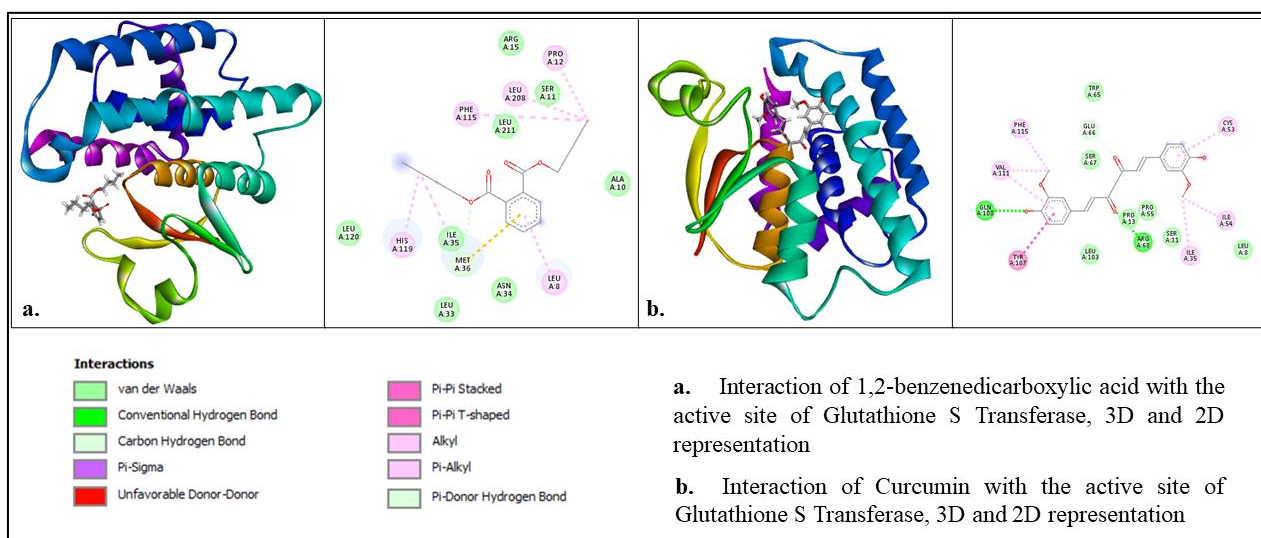 ARG
A:15
PRO
A:12
LEU
A:208
SER
A:11
PHE
A:115
LEU
A:211
ALA
A:10
LEU
A:120
HIS
A:119
ILE
A:35
MET
A:36
LEU
A:8
ASN
A:34
LEU
A:33
a.
TRP
A:65
PHE
A:115
GLU
A:66
CYS
A:53
SER
A:67
VAL
A:111
GLN
PRO
A:13
PRO
A:55
ILE
A:54
ARG
A:68
SER
A:11
TYR
A:107
LEU
A:103
ILE
A:35
LEU
A:8
b.
Interactions
van der Waals
Conventional Hydrogen Bond
Carbon Hydrogen Bond
Pi-Sigma
Unfavorable Donor-Donor
Pi-Pi Stacked
Pi-Pi T-shaped
Alkyl
Pi-Alkyl
Pi-Donor Hydrogen Bond
a. Interaction of 1,2-benzenedicarboxylic acid with the
active site of Glutathione S Transferase, 3D and 2D
representation
b. Interaction of Curcumin with the active site of
Glutathione S Transferase, 3D and 2D representation